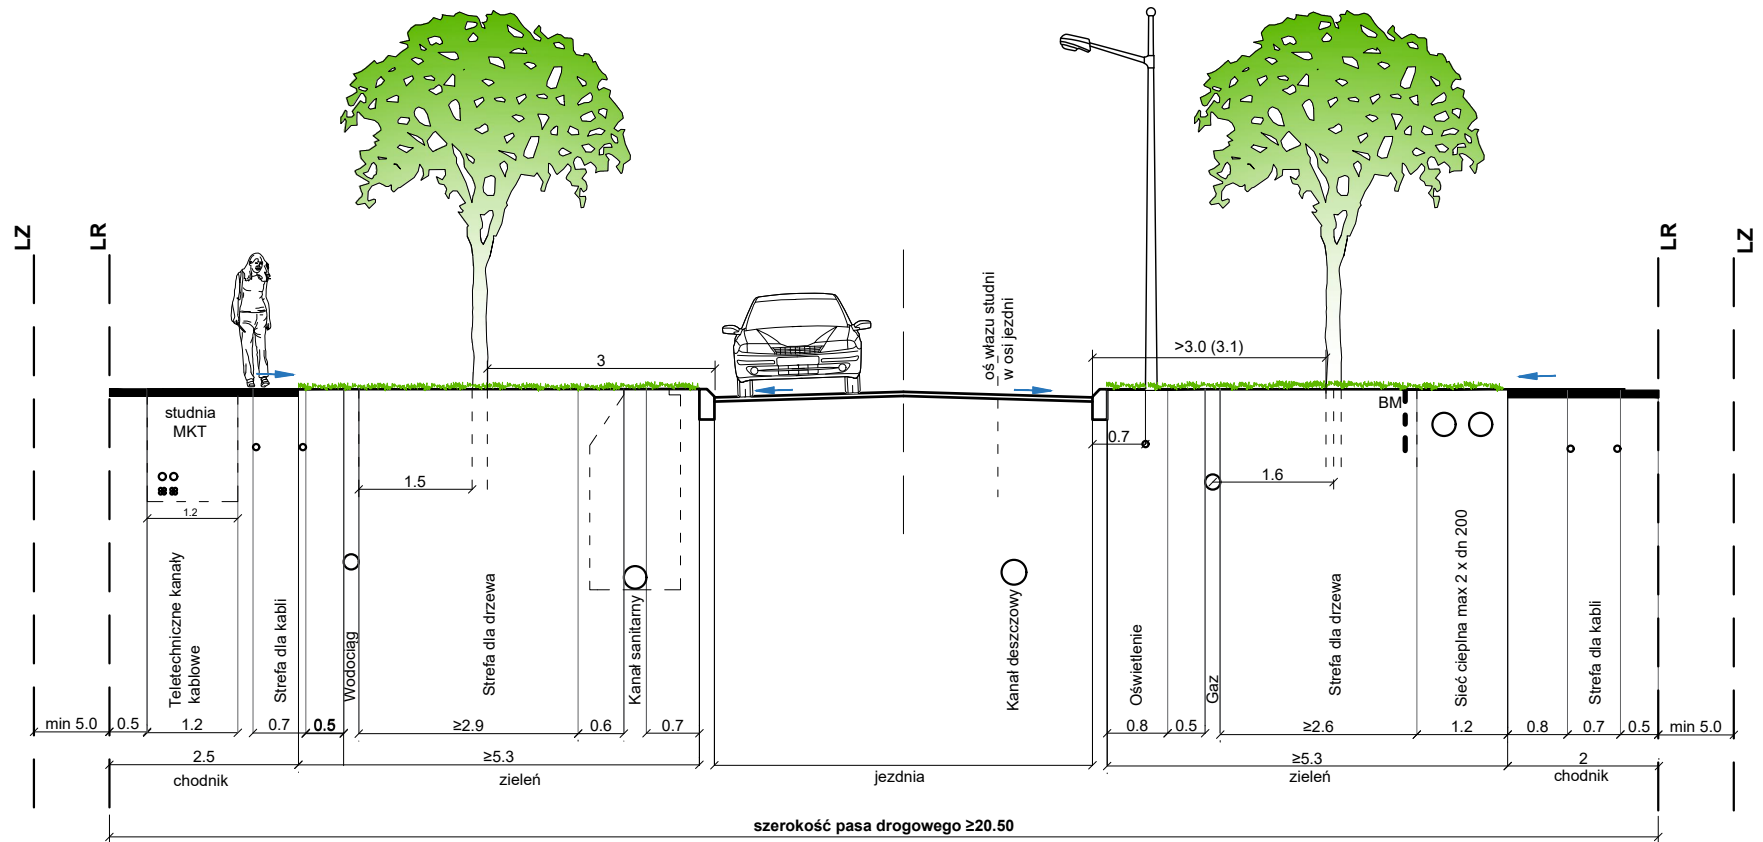 LZ
LR
LR
LZ
oś włazu studni
w osi jezdni
3
>3.0 (3.1)
studnia
MKT
BM
0.7
1.5
1.6
1.2
Teletechniczne kanały
kablowe
Strefa dla kabli
Wodociąg
Strefa dla drzewa
Kanał sanitarny
Kanał deszczowy
Oświetlenie
Gaz
Strefa dla drzewa
Sieć cieplna max 2 x dn 200
Strefa dla kabli
min 5.0
0.5
1.2
0.7
0.5
≥2.9
0.6
0.7
0.8
0.5
≥2.6
1.2
0.8
0.7
0.5
min 5.0
2.5
≥5.3
≥5.3
2
chodnik
zieleń
jezdnia
zieleń
chodnik
szerokość pasa drogowego ≥20.50